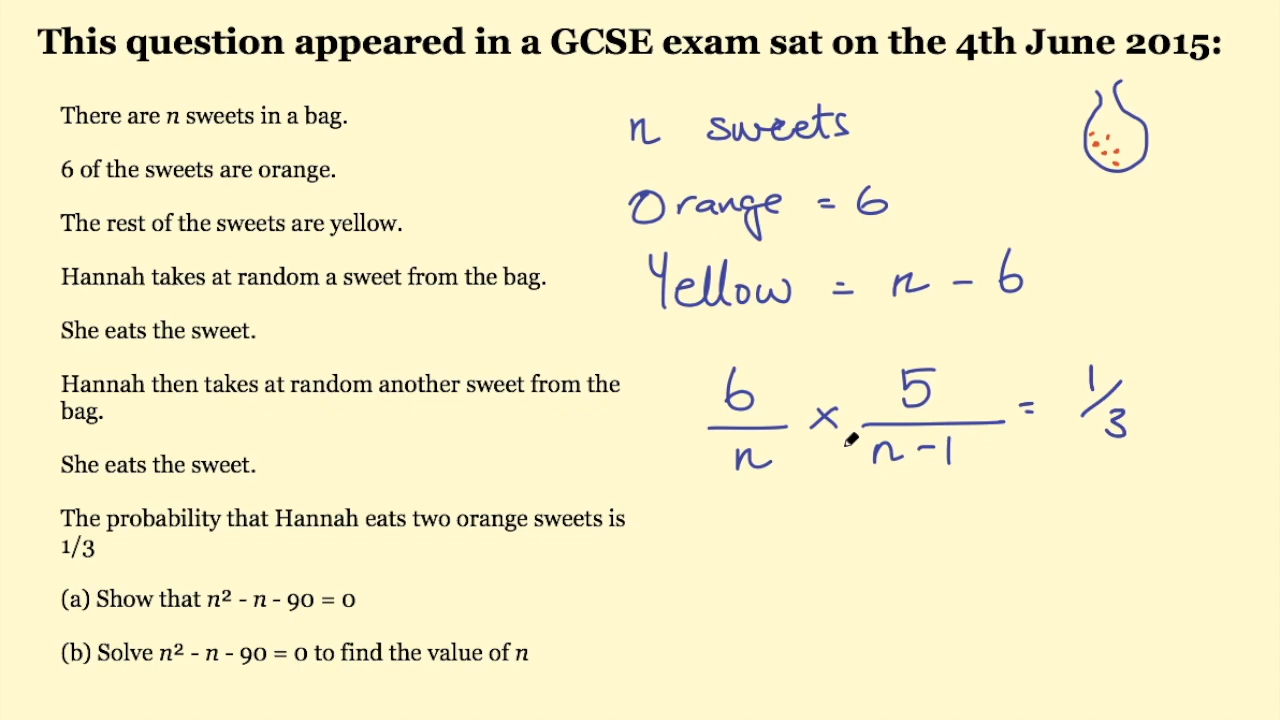 This question appeared in a GCSE exam sat on the 4th June 2015:
There are n sweets in a bag.
6 of the sweets are orange.
The rest of the sweets are yellow.
Hannah takes at random a sweet from the bag.
She eats the sweet.
Hannah then takes at random another sweet from the
bag.
She eats the sweet.
The probability that Hannah eats two orange sweets is
1/3
(a) Show that n² - n - 90 = 0
(b) Solve n² - n - 90 = 0 to find the value of n
n sweets
Orange = 6
Yellow = n - 6
6/n × 5/(n-1) = 1/3